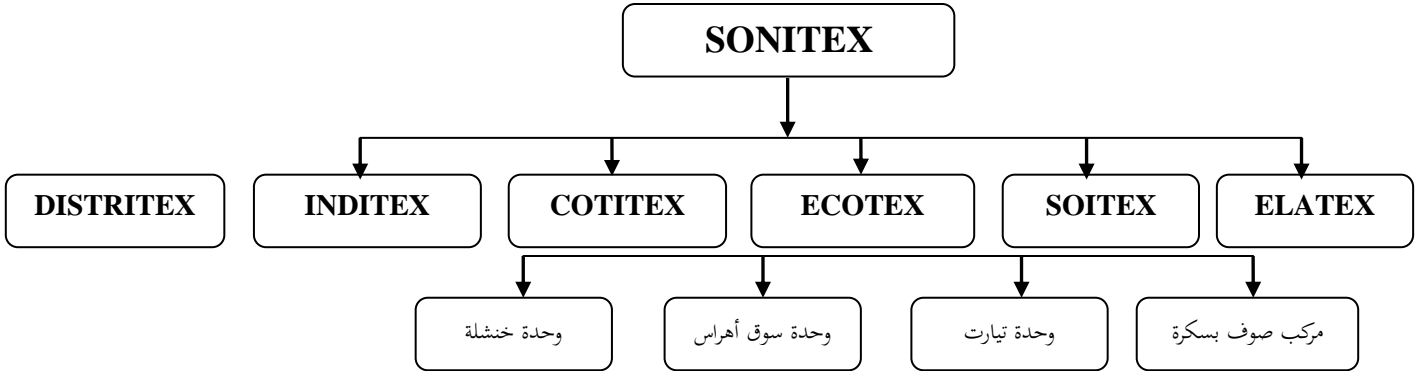 SONITEX
DISTRITEX
INDITEX
COTITEX
ECOTEX
SOITEX
ELATEX
مركب صوف بسكرة
وحدة تيارت
وحدة سوق أهراس
وحدة خنشلة